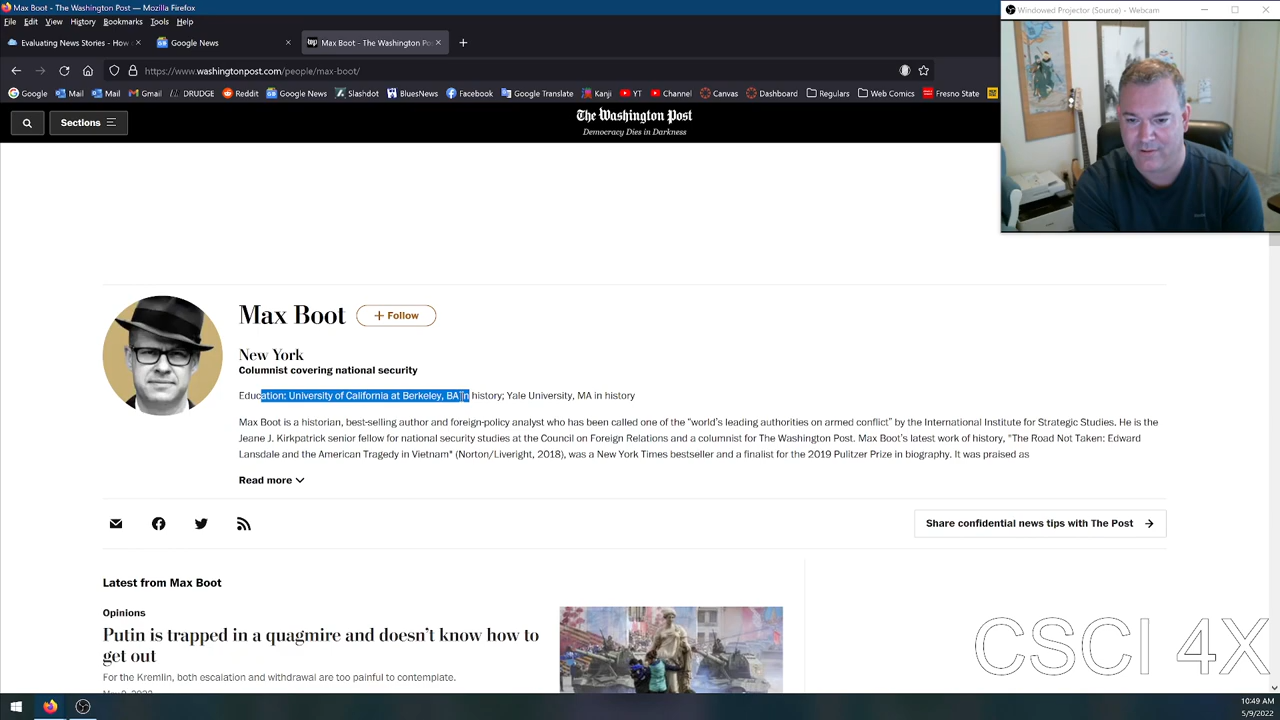 Max Boot - The Washington Post — Mozilla Firefox
File Edit View History Bookmarks Tools Help
Windowed Projector (Source) - Webcam
Evaluating News Stories - How
Google News
Max Boot - The Washington Po
https://www.washingtonpost.com/people/max-boot/
Google Mail Mail Gmail DRUDGE Reddit Google News Slashdot BluesNews Facebook Google Translate Kanji YT Channel Canvas Dashboard Regulars Web Comics Fresno State
Sections
The Washington Post
Democracy Dies in Darkness
Max Boot
Follow
New York
Columnist covering national security
Education: University of California at Berkeley, BA in history; Yale University, MA in history
Max Boot is a historian, best-selling author and foreign-policy analyst who has been called one of the “world’s leading authorities on armed conflict” by the International Institute for Strategic Studies. He is the
Jeane J. Kirkpatrick senior fellow for national security studies at the Council on Foreign Relations and a columnist for The Washington Post. Max Boot’s latest work of history, "The Road Not Taken: Edward
Lansdale and the American Tragedy in Vietnam" (Norton/Liveright, 2018), was a New York Times bestseller and a finalist for the 2019 Pulitzer Prize in biography. It was praised as
Read more
Share confidential news tips with The Post
Latest from Max Boot
Opinions
Putin is trapped in a quagmire and doesn’t know how to
get out
For the Kremlin, both escalation and withdrawal are too painful to contemplate.
CSCI 4X
10:49 AM
5/9/2022